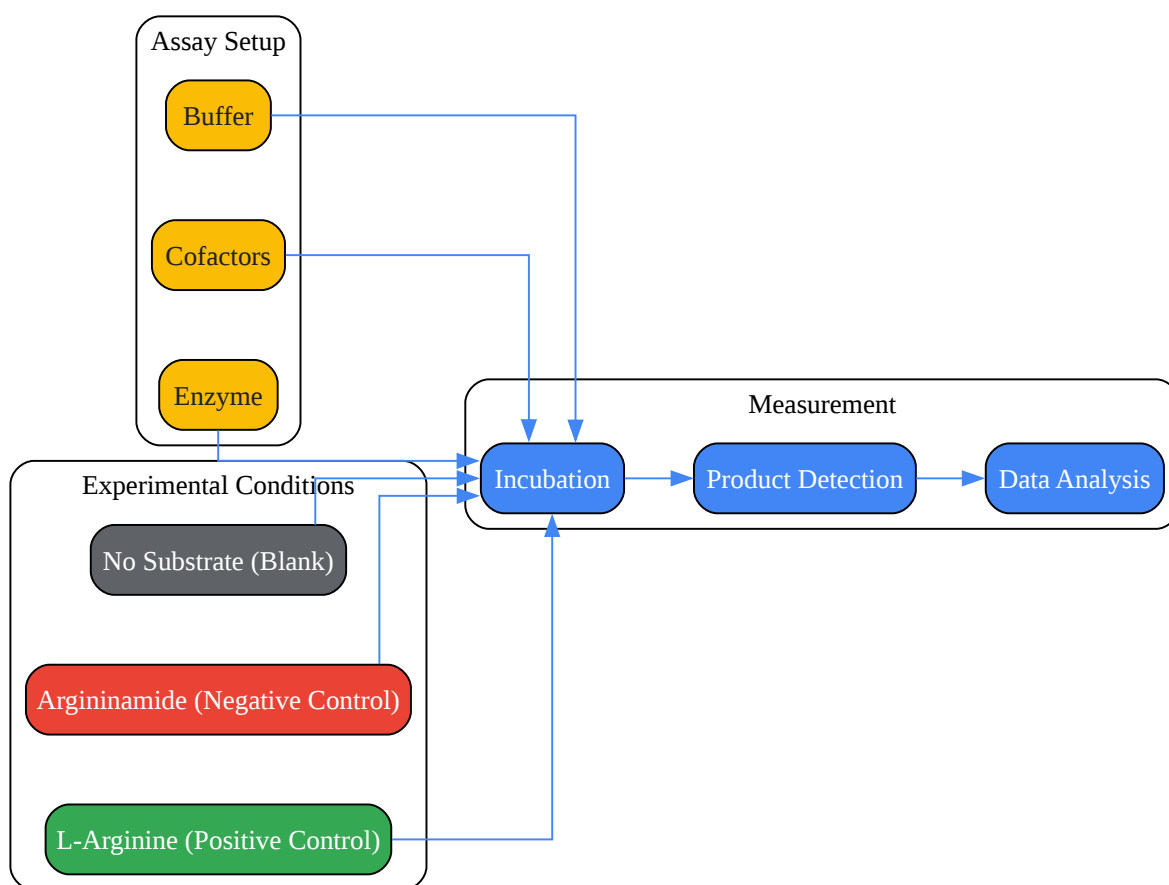 Assay Setup
Buffer
Cofactors
Enzyme
Experimental Conditions
No Substrate (Blank)
Argininamide (Negative Control)
L-Arginine (Positive Control)
Measurement
Incubation
Product Detection
Data Analysis